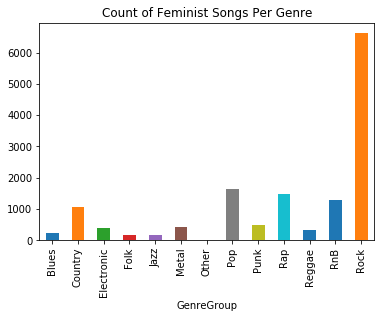 Count of Feminist Songs Per Genre
6000
5000
4000
3000
2000
1000
0
Blues
Country
Electronic
Folk
Jazz
Metal
Other
Pop
Punk
Rap
Reggae
RnB
Rock
GenreGroup